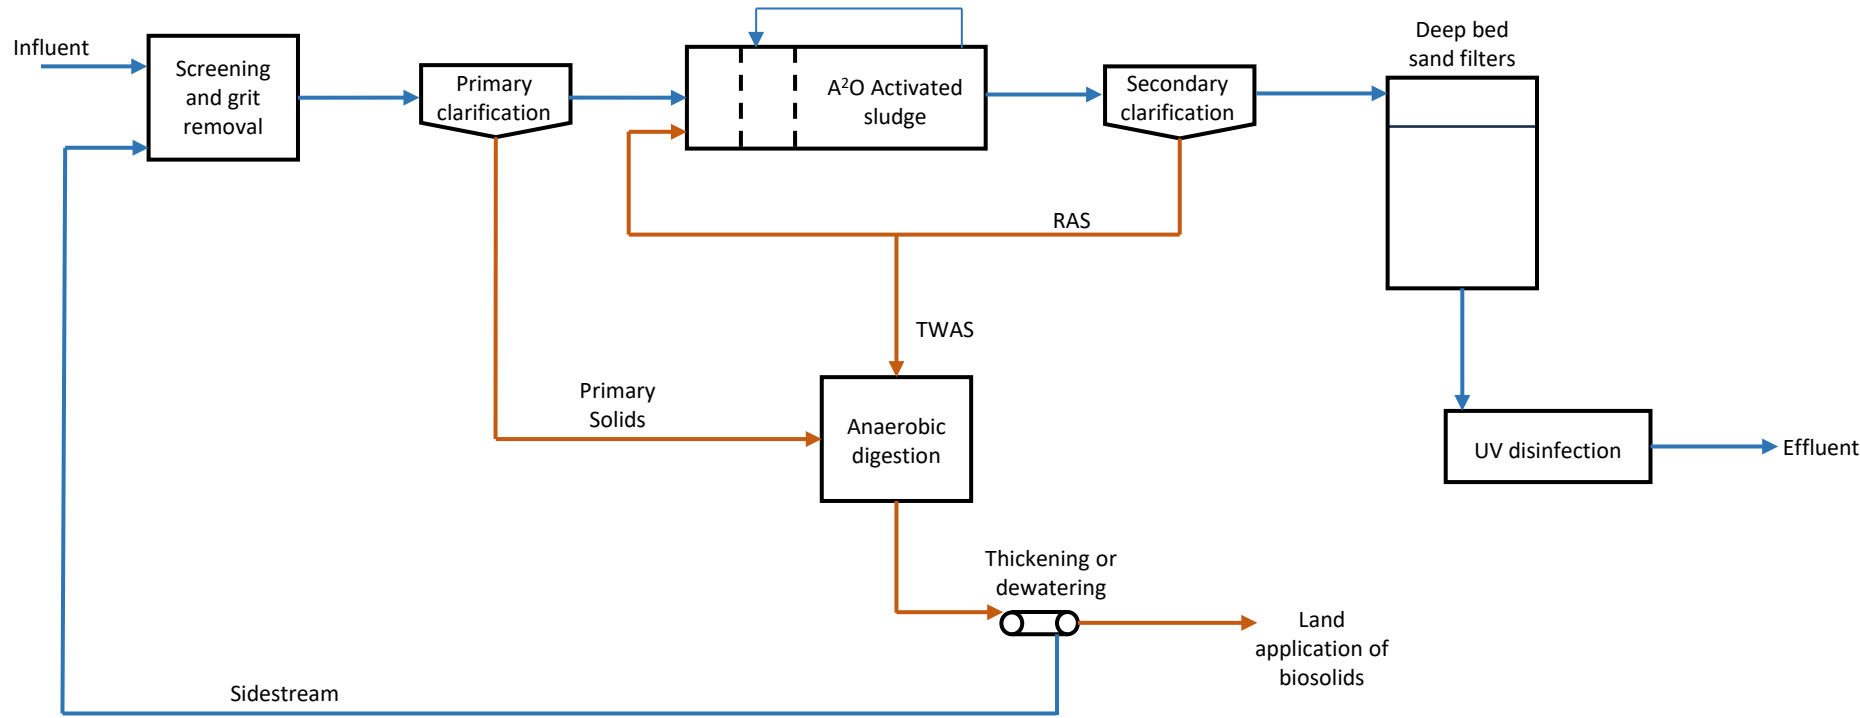 Influent
Screening
and grit
removal
Primary
clarification
A²O Activated
sludge
Secondary
clarification
Deep bed
sand filters
RAS
TWAS
Primary
Solids
Anaerobic
digestion
UV disinfection
Effluent
Thickening or
dewatering
Land
application of
biosolids
Sidestream